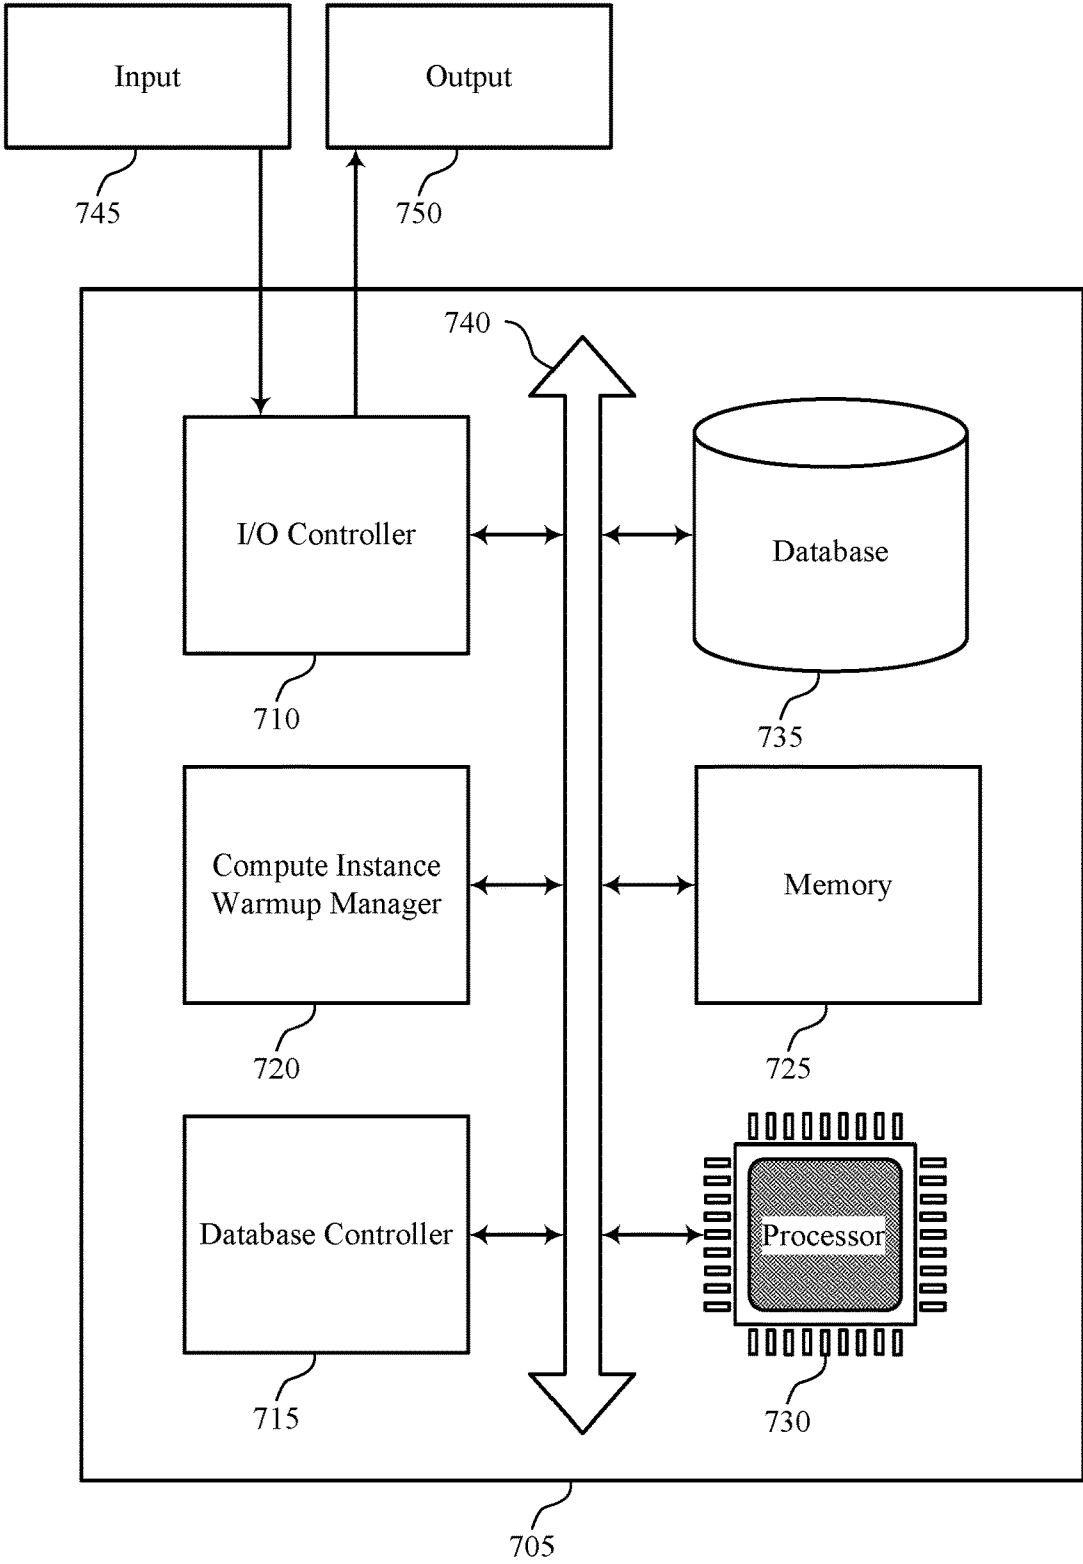 Input
Output
745
750
740
I/O Controller
Database
710
735
Compute Instance
Warmup Manager
Memory
720
725
Database Controller
Processor
715
730
705